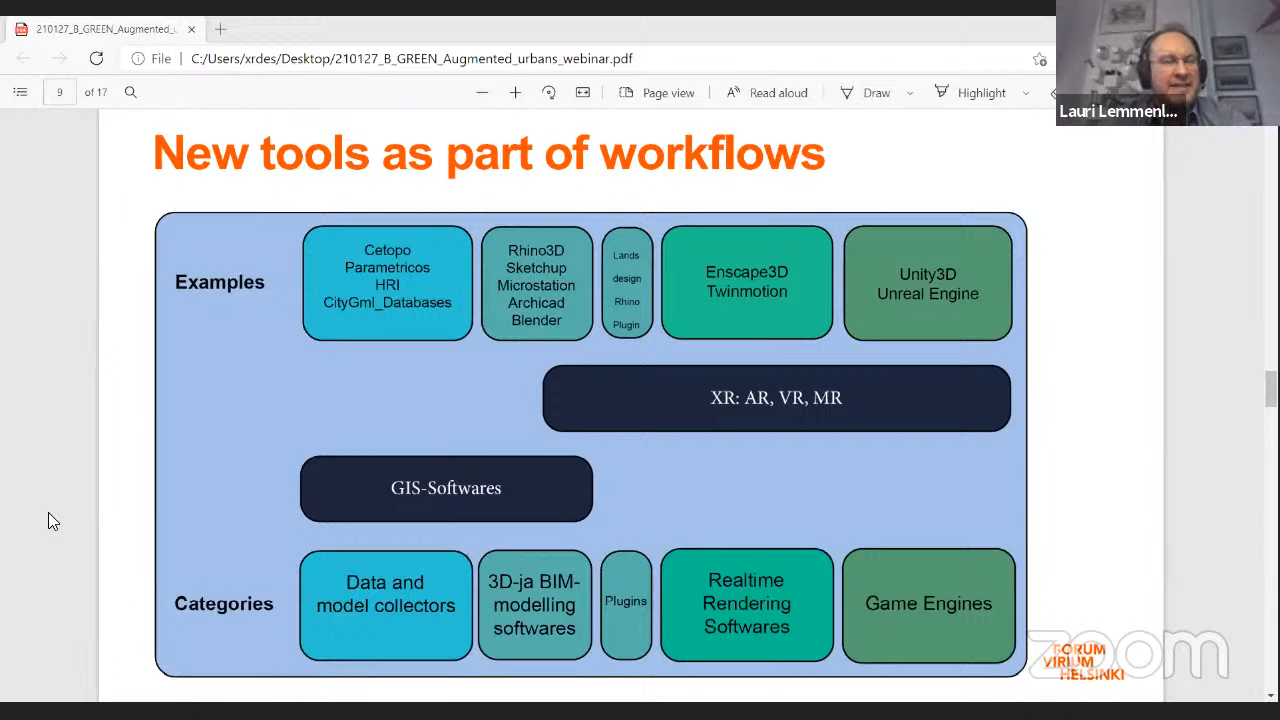 210127_B_GREEN_Augmented_u
File
C:/Users/xrdes/Desktop/210127_B_GREEN_Augmented_urbans_webinar.pdf
9 of 17
Page view
Read aloud
Draw
Highlight
Lauri Lemmenl...
New tools as part of workflows
Examples
Cetopo
Parametricos
HRI
CityGml_Databases
Rhino3D
Sketchup
Microstation
Archicad
Blender
Lands
design
Rhino
Plugin
Enscape3D
Twinmotion
Unity3D
Unreal Engine
XR: AR, VR, MR
GIS-Softwares
Categories
Data and
model collectors
3D-ja BIM-
modelling
softwares
Plugins
Realtime
Rendering
Softwares
Game Engines
zoom
FORUM
VIRIUM
HELSINKI